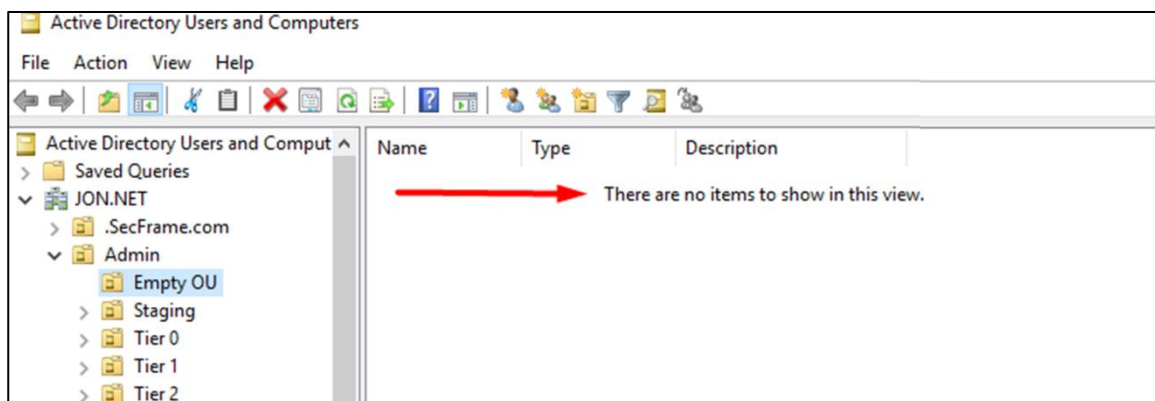 Active Directory Users and Computers
File Action View Help
Active Directory Users and Comput
Saved Queries
JON.NET
.SecFrame.com
Admin
Empty OU
Staging
Tier 0
Tier 1
Tier 2
Name Type Description
There are no items to show in this view.